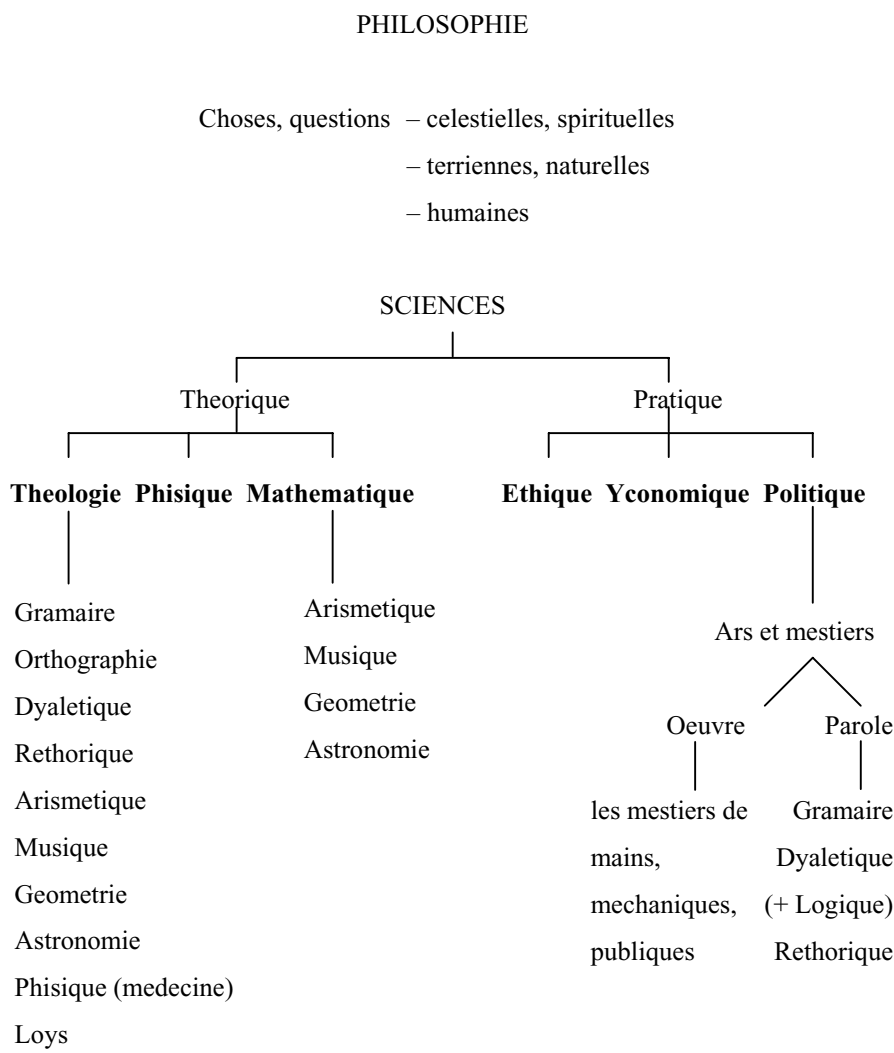 PHILOSOPHIE
Choses, questions – celestielles, spirituelles
– terriennes, naturelles
– humaines
SCIENCES
Theorique Pratique
Theologie Phisique Mathematique Ethique Yconomique Politique
Gramaire
Orthographie
Dyaletique
Rethorique
Arismetique
Musique
Geometrie
Astronomie
Phisique (medecine)
Loys
Arismetique
Musique
Geometrie
Astronomie
Ars et mestiers
Oeuvre Parole
les mestiers de
mains,
mechaniques,
publiques
Gramaire
Dyaletique
(+ Logique)
Rethorique